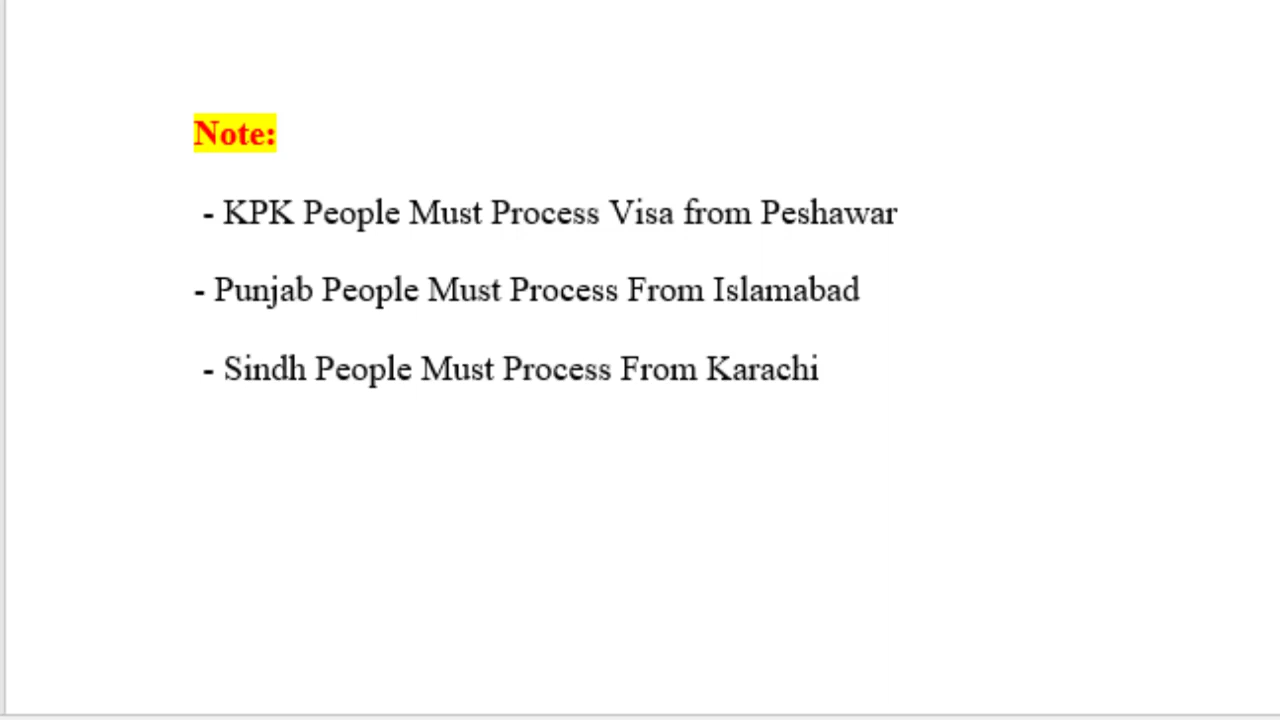 Note:
- KPK People Must Process Visa from Peshawar
- Punjab People Must Process From Islamabad
- Sindh People Must Process From Karachi